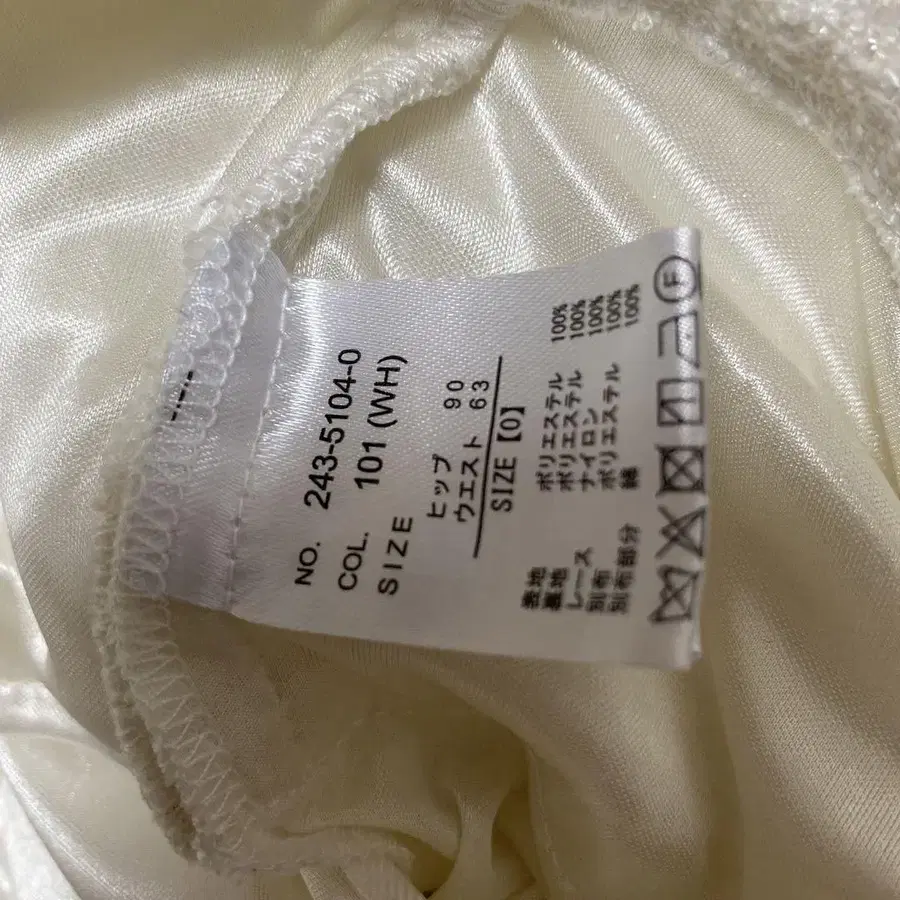 NO. 243-5104-0
COL. 101 (WH)
SIZE
ヒップ 90
ウエスト 63
SIZE【0】
表地 ポリエステル 100%
裏地 ポリエステル 100%
レース ナイロン 100%
別布 ポリエステル 100%
別布部分 綿 100%
F